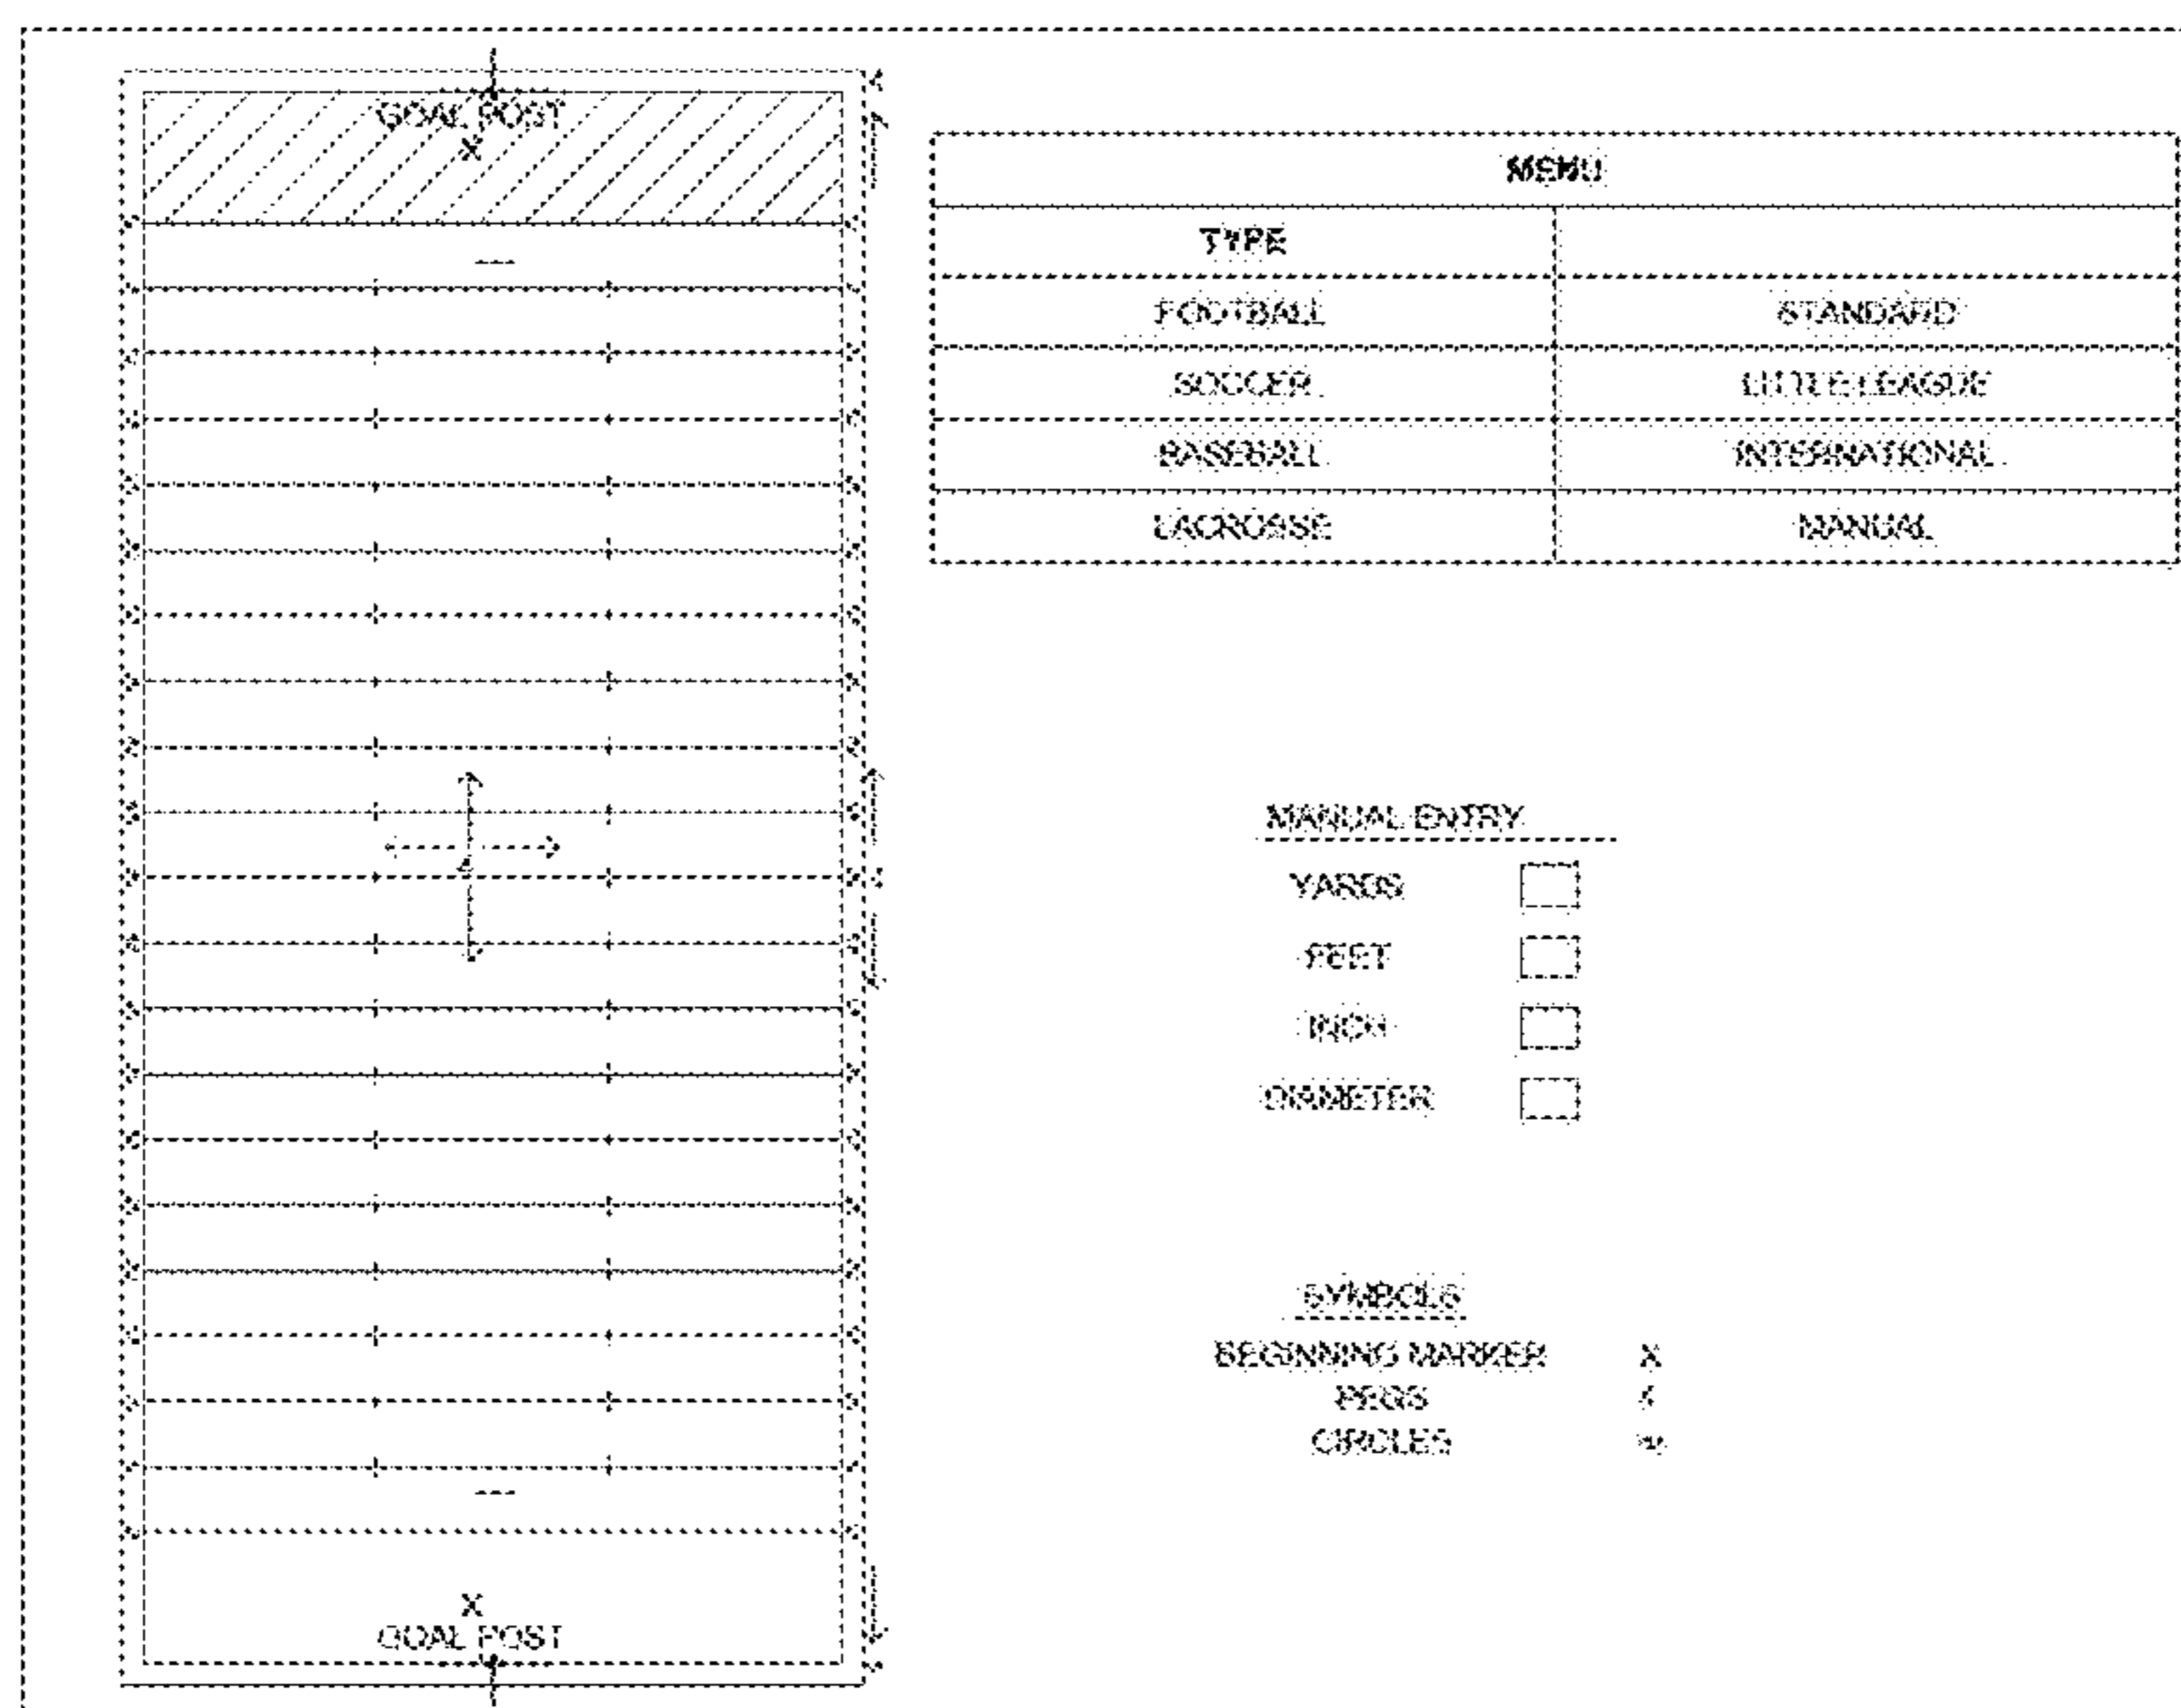 GOAL POST
X
MENU
TYPE
FOOTBALL STANDARD
SOCCER LITTLE LEAGUE
BASEBALL INTERNATIONAL
LACROSSE MANUAL
MANUAL ENTRY
YARDS
FEET
INCH
DIAMETER
SYMBOLS
BEGINNING MARKER X
PEGS
CIRCLES
X
GOAL POST